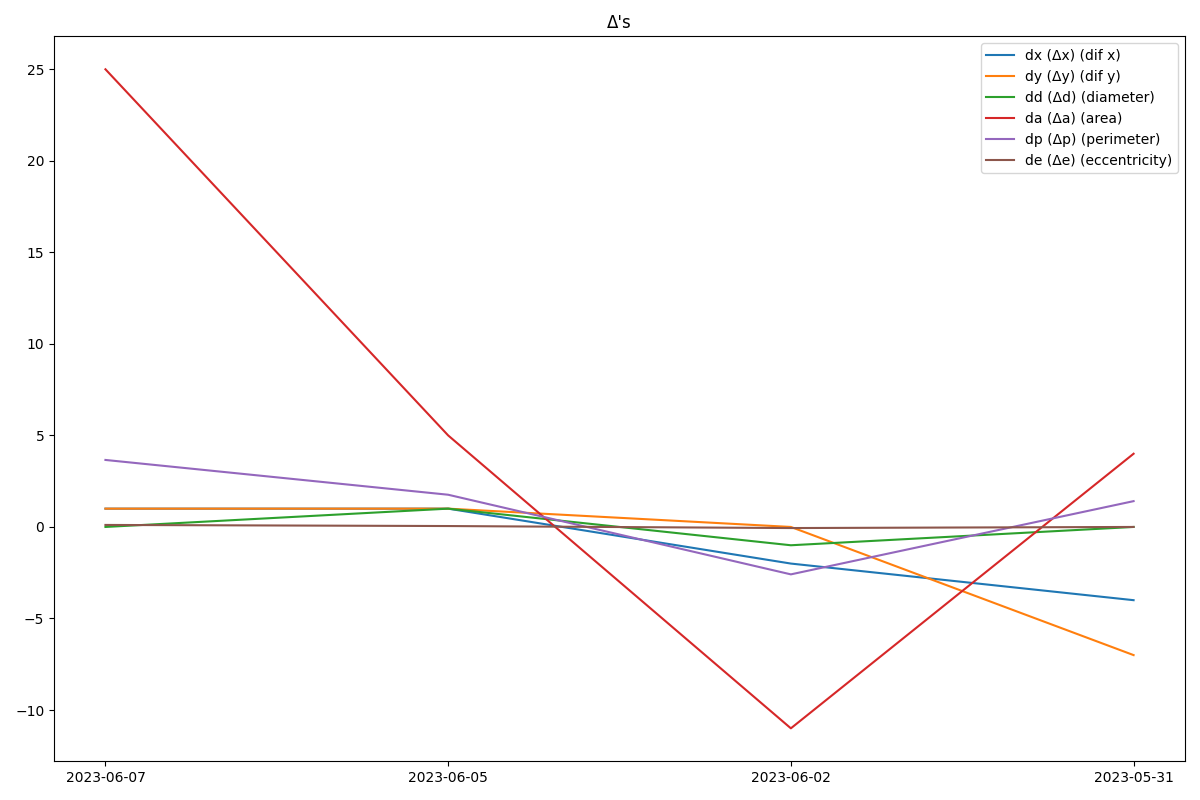 Δ's
dx (Δx) (dif x)
dy (Δy) (dif y)
dd (Δd) (diameter)
da (Δa) (area)
dp (Δp) (perimeter)
de (Δe) (eccentricity)
25
20
15
10
5
0
−5
−10
2023-06-07 2023-06-05 2023-06-02 2023-05-31